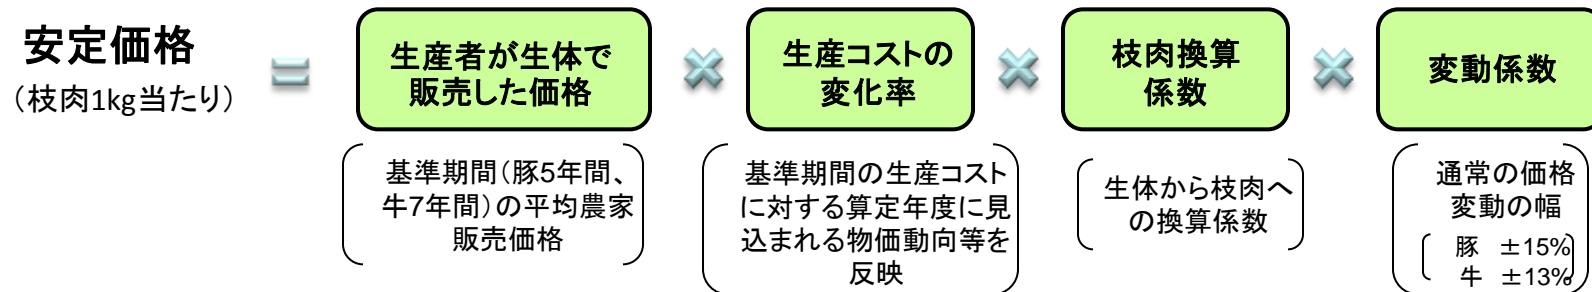 安定価格
（枝肉1kg当たり）
＝
生産者が生体で
販売した価格
×
生産コストの
変化率
×
枝肉換算
係数
×
変動係数
基準期間（豚5年間、
牛7年間）の平均農家
販売価格
基準期間の生産コスト
に対する算定年度に見
込まれる物価動向等を
反映
生体から枝肉へ
の換算係数
通常の価格
変動の幅
豚 ±15%
牛 ±13%